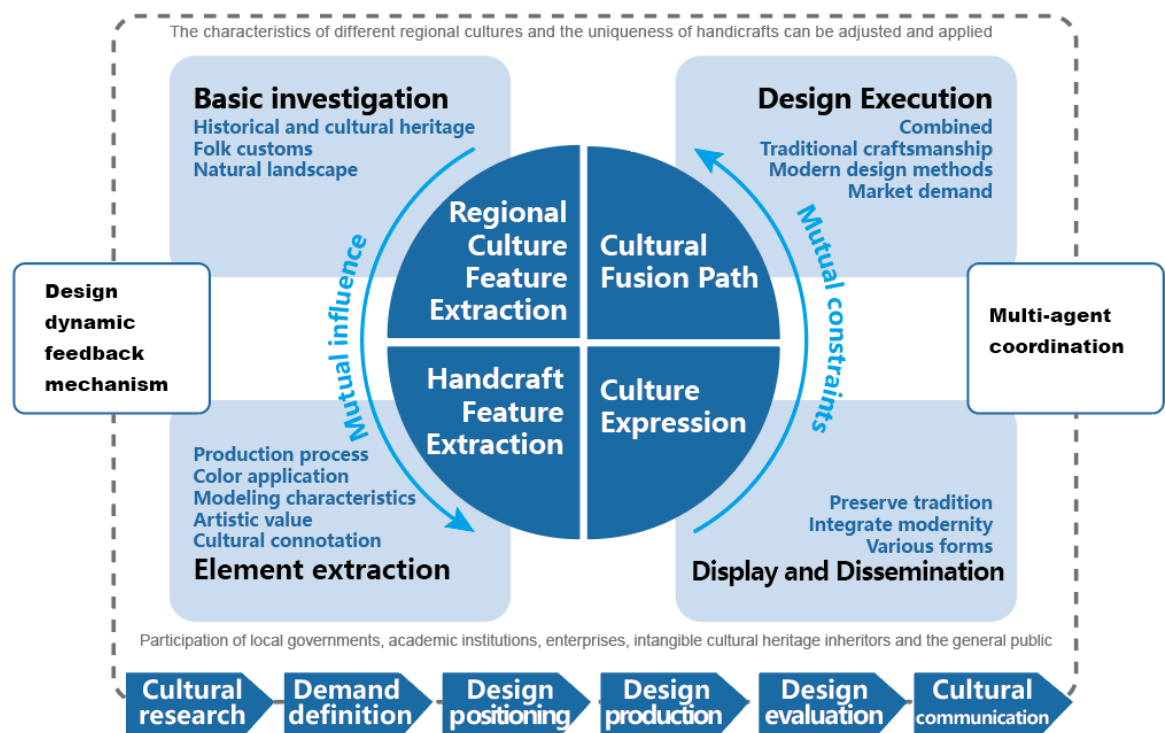 The characteristics of different regional cultures and the uniqueness of handicrafts can be adjusted and applied
Basic investigation
Historical and cultural heritage
Folk customs
Natural landscape
Design Execution
Combined
Traditional craftsmanship
Modern design methods
Market demand
Regional
Culture
Feature
Extraction
Cultural
Fusion Path
Mutual influence
Mutual constraints
Design
dynamic
feedback
mechanism
Multi-agent
coordination
Handcraft
Feature
Extraction
Culture
Expression
Production process
Color application
Modeling characteristics
Artistic value
Cultural connotation
Element extraction
Preserve tradition
Integrate modernity
Various forms
Display and Dissemination
Participation of local governments, academic institutions, enterprises, intangible cultural heritage inheritors and the general public
Cultural
research
Demand
definition
Design
positioning
Design
production
Design
evaluation
Cultural
communication